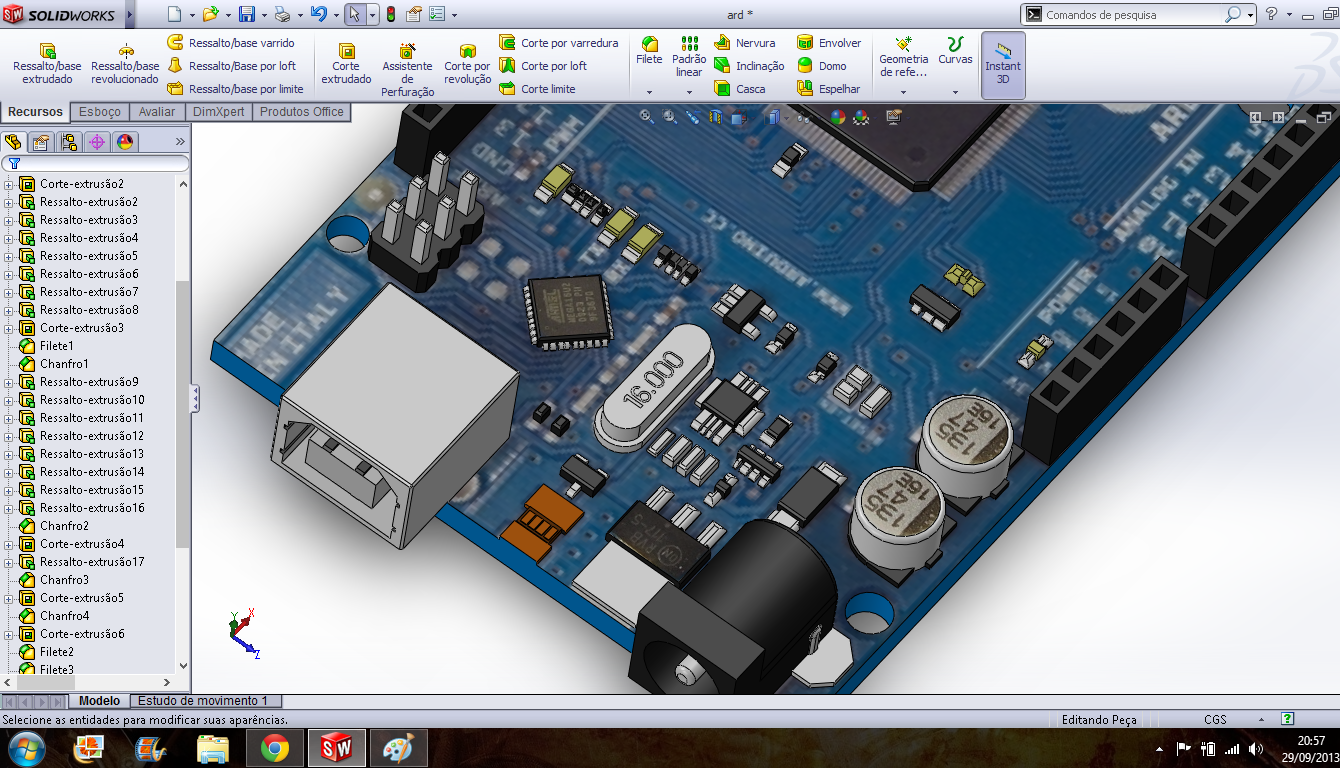 SOLIDWORKS
ard *
Comandos de pesquisa
Ressalto/base extrudado
Ressalto/base revolucionado
Ressalto/base varrido
Ressalto/base por loft
Ressalto/base por limite
Corte extrudado
Assistente de Perfuração
Corte por revolução
Corte por varredura
Corte por loft
Corte limite
Filete
Padrão linear
Nervura
Inclinação
Casca
Envolver
Domo
Espelhar
Geometria de refe...
Curvas
Instant 3D
Recursos
Esboço
Avaliar
DimXpert
Produtos Office
Corte-extrusão2
Ressalto-extrusão2
Ressalto-extrusão3
Ressalto-extrusão4
Ressalto-extrusão5
Ressalto-extrusão6
Ressalto-extrusão7
Ressalto-extrusão8
Corte-extrusão3
Filete1
Chanfro1
Ressalto-extrusão9
Ressalto-extrusão10
Ressalto-extrusão11
Ressalto-extrusão12
Ressalto-extrusão13
Ressalto-extrusão14
Ressalto-extrusão15
Ressalto-extrusão16
Chanfro2
Corte-extrusão4
Ressalto-extrusão17
Chanfro3
Corte-extrusão5
Chanfro4
Corte-extrusão6
Filete2
Filete3
GND
ANALOG IN
POWER
MADE
IN ITALY
ATMEL
MEGA16U2
16.000
135
47
16E
135
47
16E
ON
Y
X
Z
Modelo
Estudo de movimento 1
Selecione as entidades para modificar suas aparências.
Editando Peça
CGS
20:57
29/09/2013